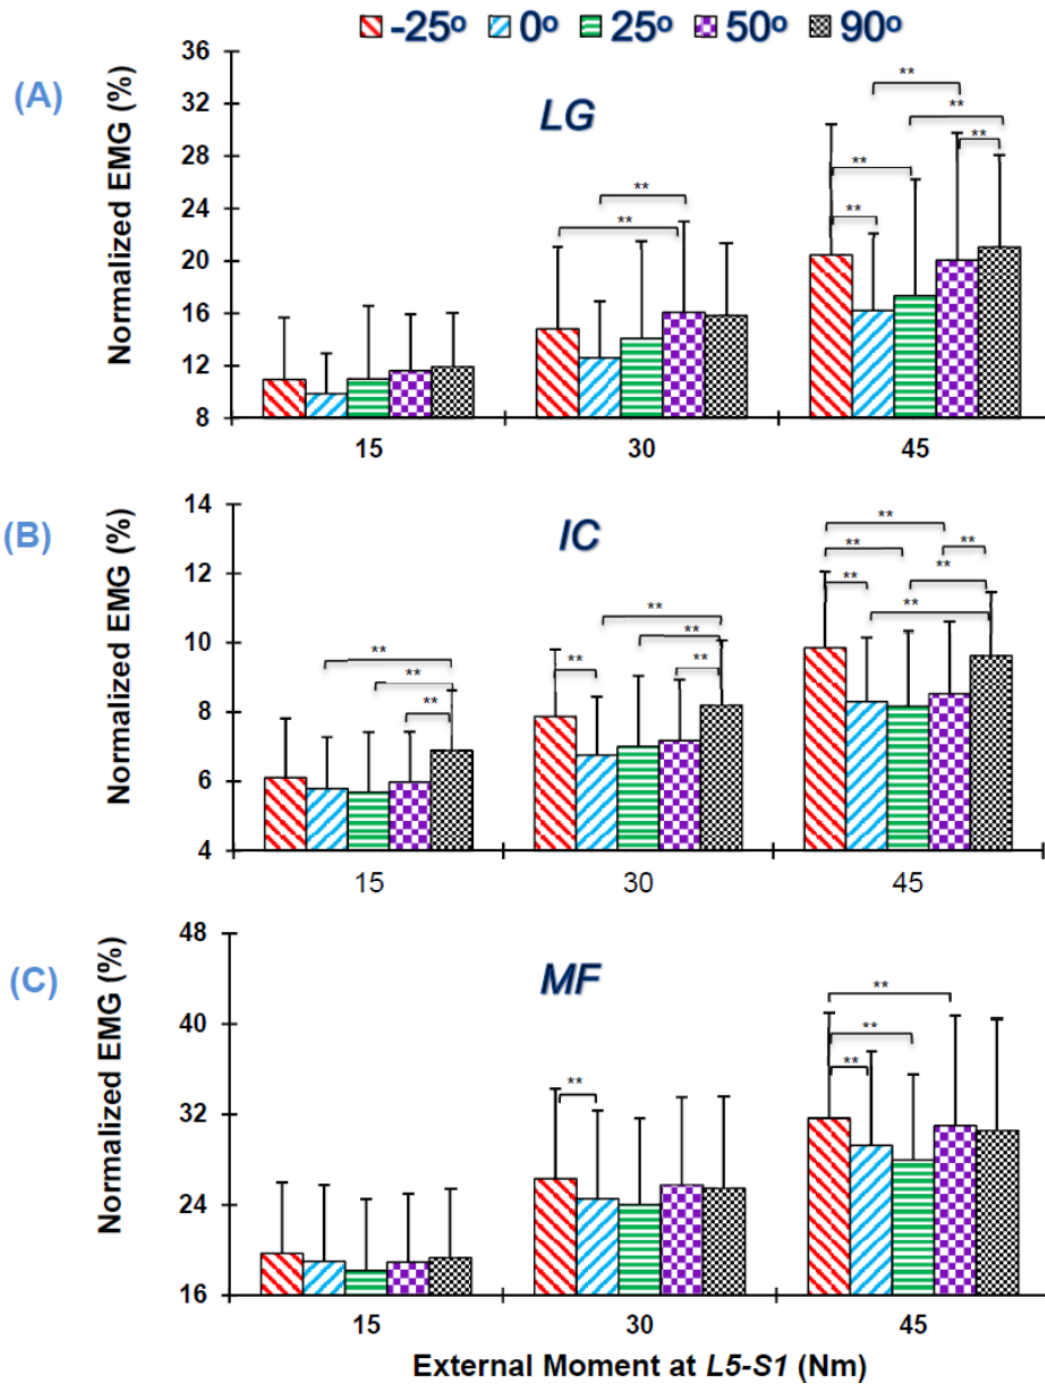 -25º 0º 25º 50º 90º
(A)
Normalized EMG (%)
LG
36
32
28
24
20
16
12
8
** ** ** ** ** ** **
15 30 45
(B)
Normalized EMG (%)
IC
14
12
10
8
6
4
** ** ** ** ** ** ** ** ** ** ** ** **
15 30 45
(C)
Normalized EMG (%)
MF
48
40
32
24
16
** ** ** **
15 30 45
External Moment at L5-S1 (Nm)